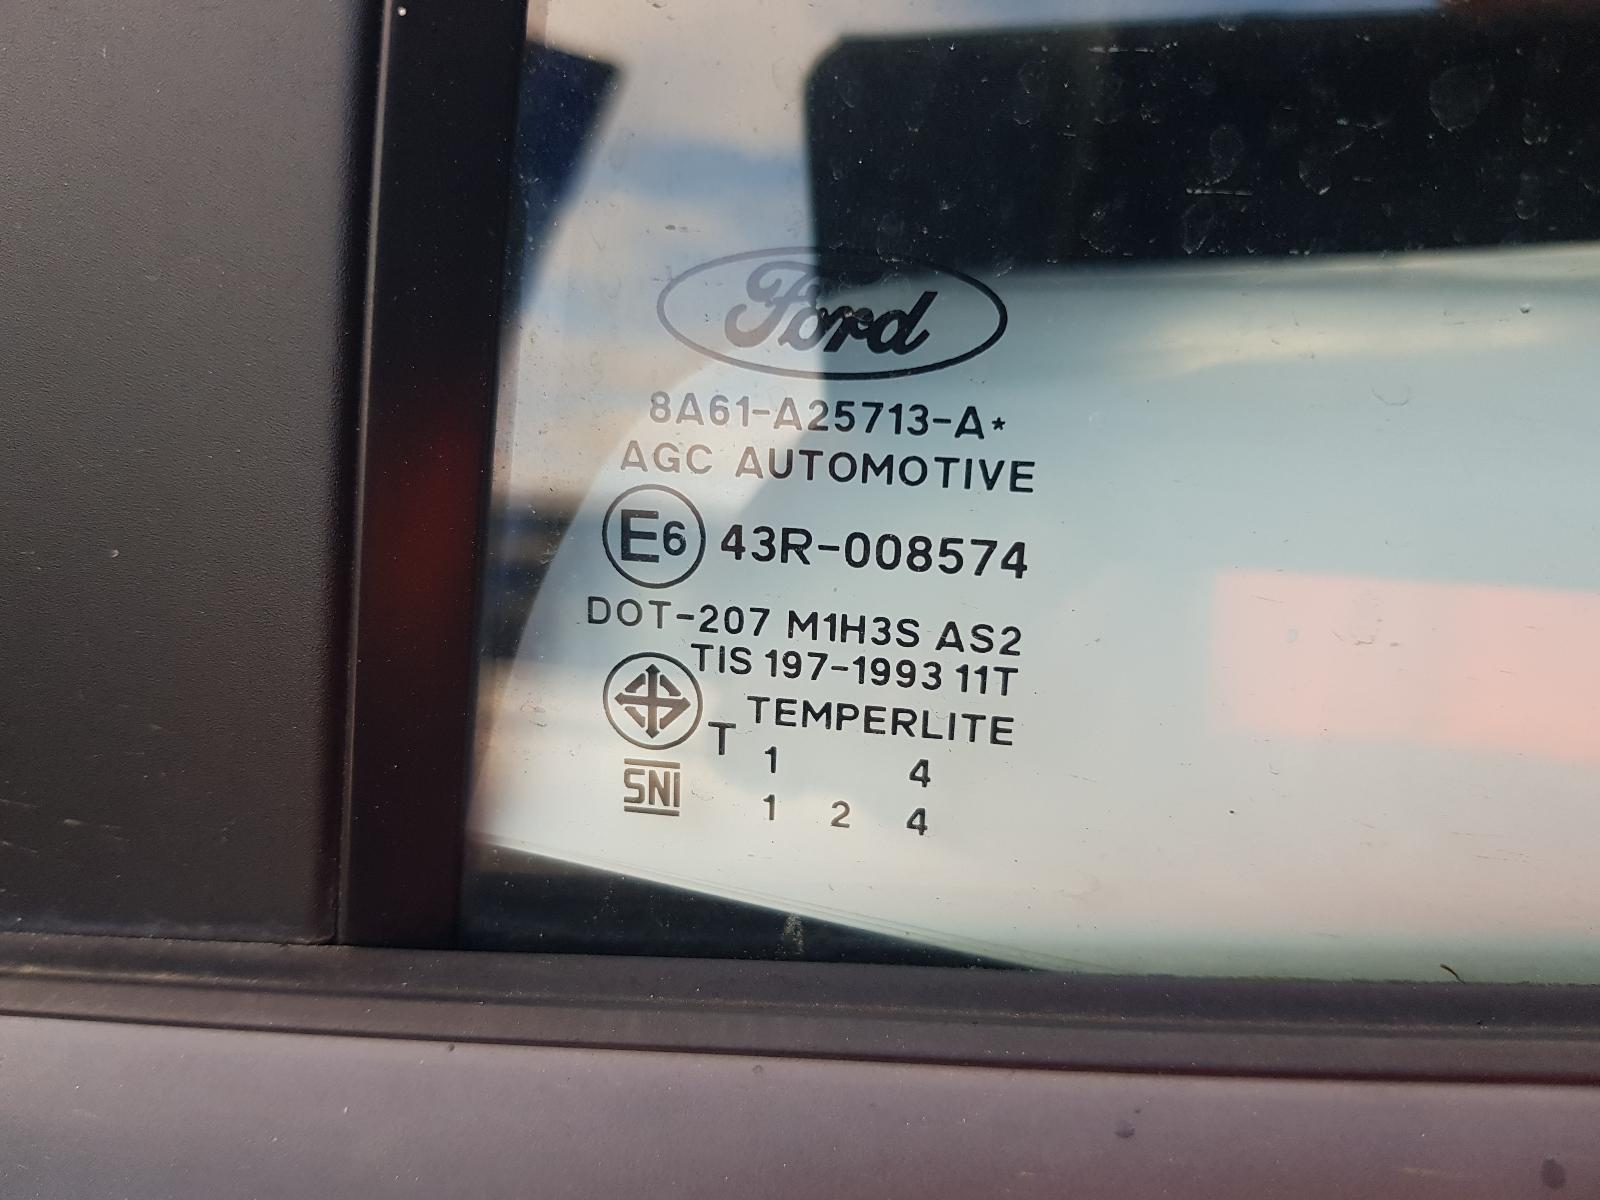 Ford
8A61-A25713-A*
AGC AUTOMOTIVE
E6 43R-008574
DOT-207 M1H3S AS2
TIS 197-1993 11T
TEMPERLITE
T 1 4
SNI 1 2 4